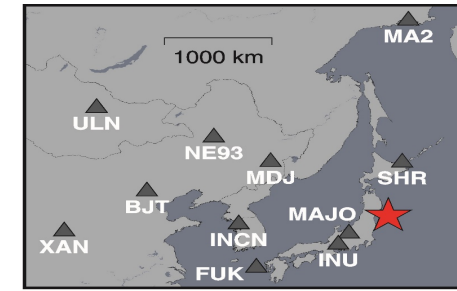 MA2
1000 km
ULN
NE93
MDJ
SHR
BJT
MAJO
INCN
XAN
INU
FUK